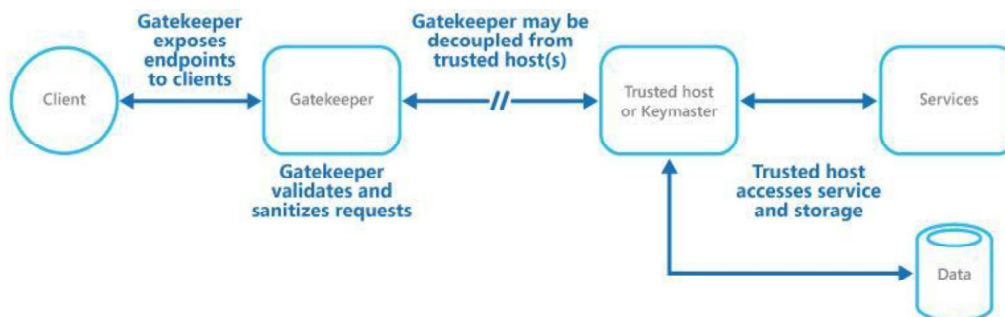 Gatekeeper
exposes
endpoints
to clients
Gatekeeper may be
decoupled from
trusted host(s)
Client
Gatekeeper
Trusted host
or Keymaster
Services
Gatekeeper
validates and
sanitizes requests
Trusted host
accesses service
and storage
Data